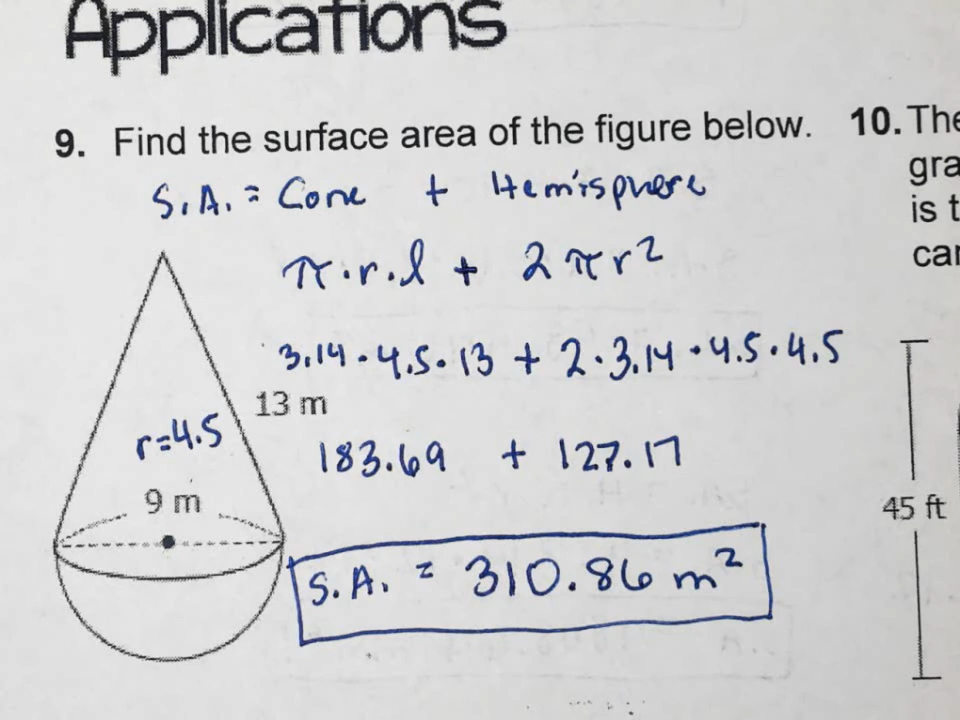 Applications
9. Find the surface area of the figure below.
S.A. = Cone + Hemisphere
π·r·l + 2πr²
3.14·4.5·13 + 2·3.14·4.5·4.5
13 m
r=4.5
183.69 + 127.17
9 m
S.A. = 310.86 m²
10. The
gra
is t
car
45 ft